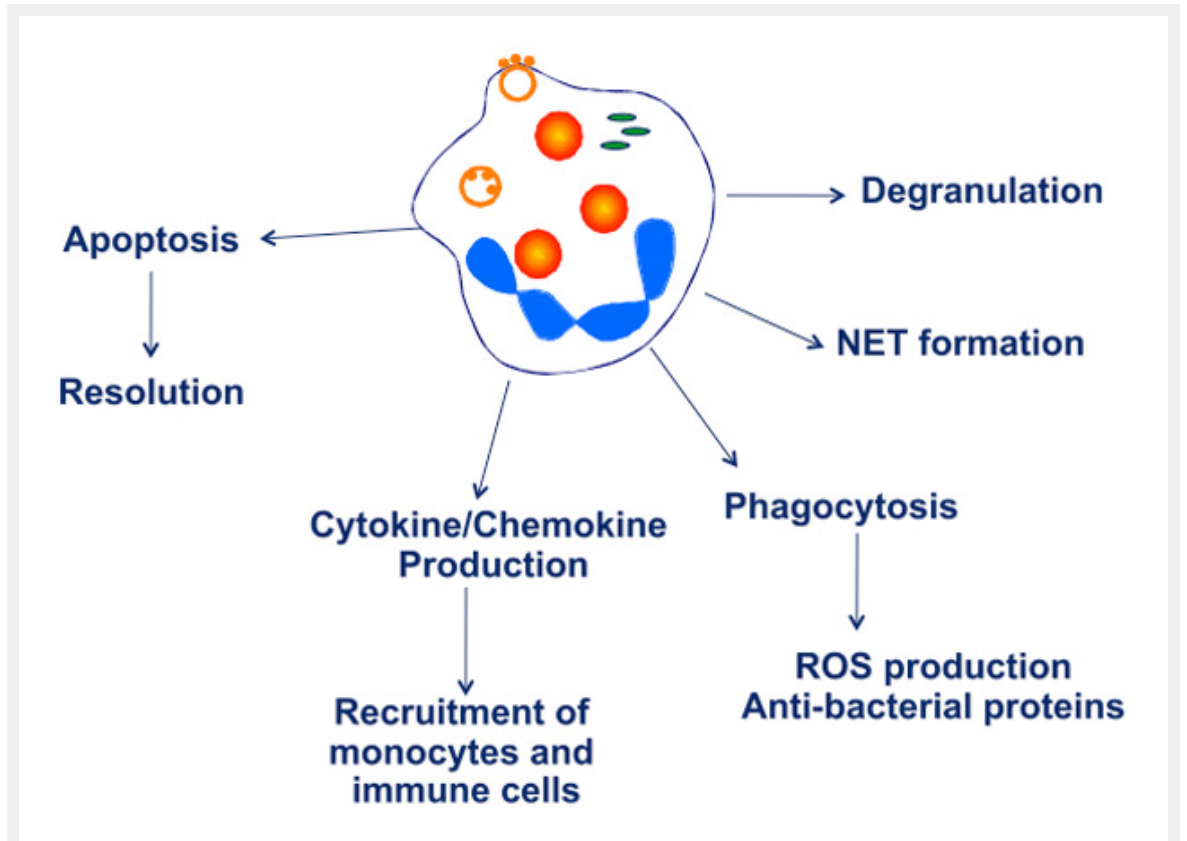 Degranulation
Apoptosis
NET formation
Resolution
Phagocytosis
Cytokine/Chemokine
Production
ROS production
Anti-bacterial proteins
Recruitment of
monocytes and
immune cells